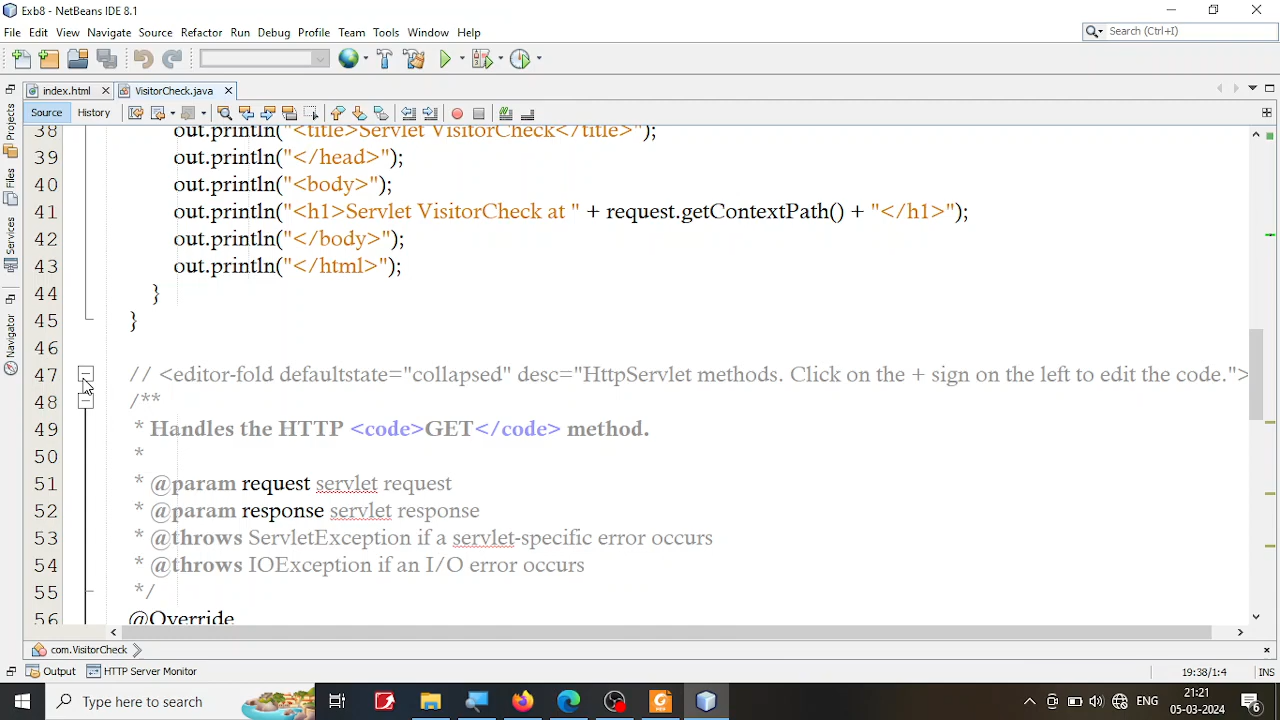 Exb8 - NetBeans IDE 8.1
File Edit View Navigate Source Refactor Run Debug Profile Team Tools Window Help
Search (Ctrl+I)
index.html VisitorCheck.java
Source History
Projects
Files
Services
Navigator
38 out.println("<title>Servlet VisitorCheck</title>");
39 out.println("</head>");
40 out.println("<body>");
41 out.println("<h1>Servlet VisitorCheck at " + request.getContextPath() + "</h1>");
42 out.println("</body>");
43 out.println("</html>");
44 }
45 }
46
47 // <editor-fold defaultstate="collapsed" desc="HttpServlet methods. Click on the + sign on the left to edit the code.">
48 /**
49 * Handles the HTTP <code>GET</code> method.
50 *
51 * @param request servlet request
52 * @param response servlet response
53 * @throws ServletException if a servlet-specific error occurs
54 * @throws IOException if an I/O error occurs
55 */
56 @Override
com.VisitorCheck
Output HTTP Server Monitor
19:38/1:4 INS
Type here to search
ENG
21:21
05-03-2024
6